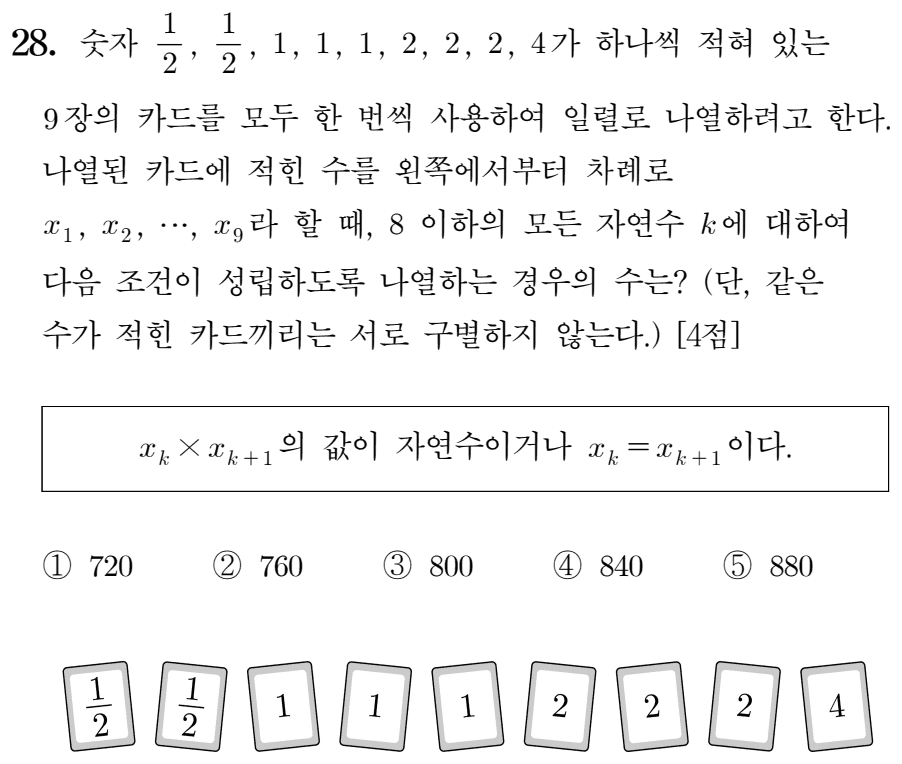 28. 숫자 1/2, 1/2, 1, 1, 1, 2, 2, 2, 4가 하나씩 적혀 있는
9장의 카드를 모두 한 번씩 사용하여 일렬로 나열하려고 한다.
나열된 카드에 적힌 수를 왼쪽에서부터 차례로
x₁, x₂, ⋯, x₉라 할 때, 8 이하의 모든 자연수 k에 대하여
다음 조건이 성립하도록 나열하는 경우의 수는? (단, 같은
수가 적힌 카드끼리는 서로 구별하지 않는다.) [4점]
xₖ×xₖ₊₁의 값이 자연수이거나 xₖ=xₖ₊₁이다.
① 720 ② 760 ③ 800 ④ 840 ⑤ 880
1/2 1/2 1 1 1 2 2 2 4